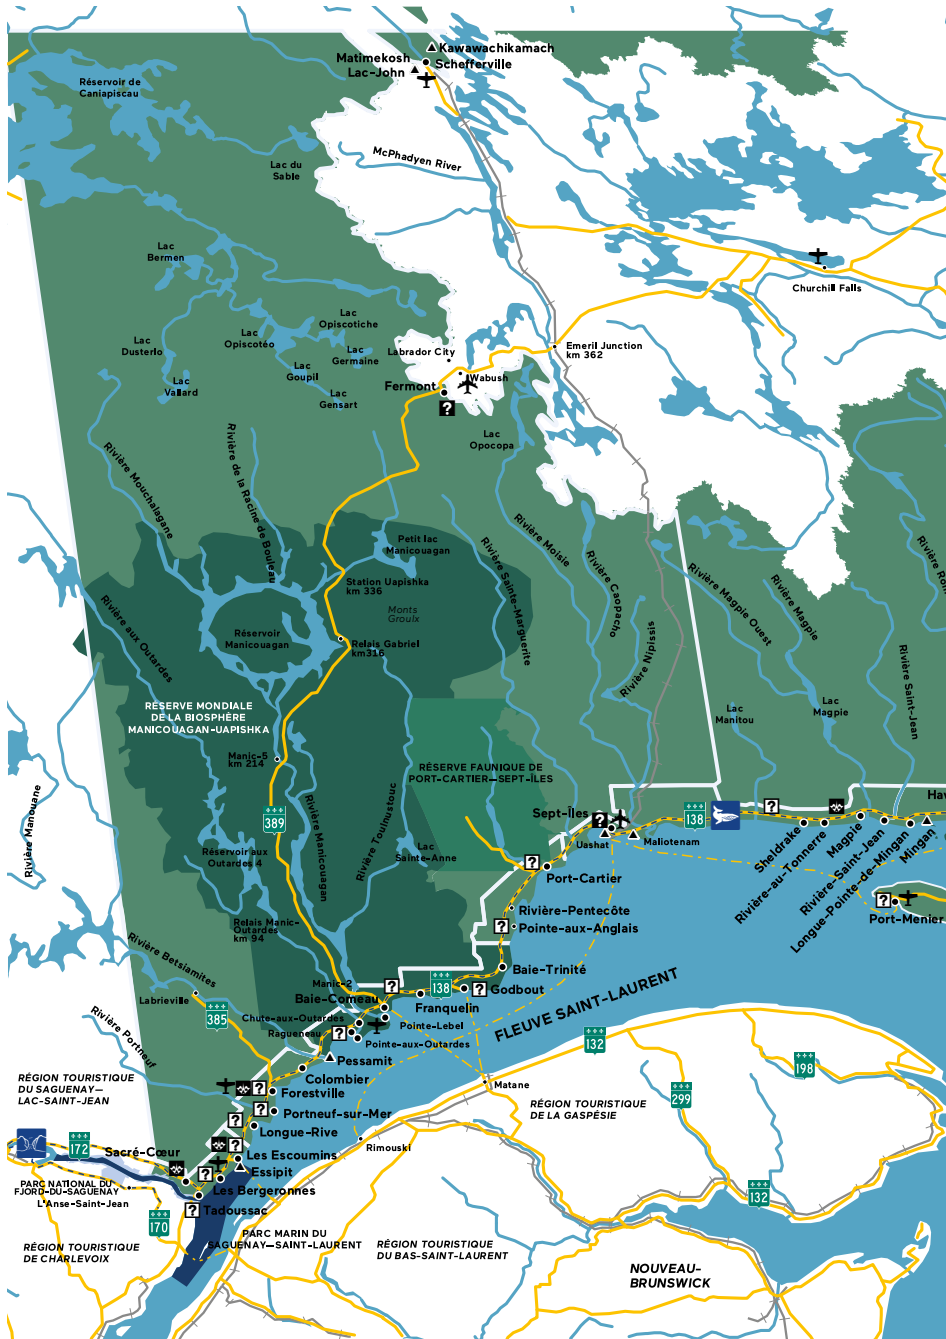 Kawawachikamach
Matimekosh
Schefferville
Lac-John
Réservoir de
Caniapiscau
McPhadyen River
Lac du
Sable
Lac
Bermen
Churchill Falls
Lac
Opiscotiche
Lac
Dusterlo
Lac
Opiscotéo
Lac
Germaine
Labrador City
Emeril Junction
km 362
Lac
Goupil
Lac
Vallard
Wabush
Fermont
Lac
Gensart
?
Lac
Opocopa
Rivière Mouchalagane
Rivière de la Racine de Bouleau
Petit lac
Manicouagan
Rivière Sainte-Marguerite
Rivière Moisie
Rivière Caopacho
Rivière Nipissis
Rivière Magpie Ouest
Rivière Magpie
Rivière Saint-Jean
Station Uapishka
km 336
Monts
Groulx
Rivière aux Outardes
Réservoir
Manicouagan
Relais Gabriel
km316
RÉSERVE MONDIALE
DE LA BIOSPHÈRE
MANICOUAGAN-UAPISHKA
Lac
Manitou
Lac
Magpie
Manic-5
km 214
RÉSERVE FAUNIQUE DE
PORT-CARTIER—SEPT-ÎLES
Rivière Manouane
389
Rivière Manicouagan
Rivière Toulnustouc
Sept-Îles
?
138
?
Uashat
Maliotenam
Sheldrake
Rivière-au-Tonnerre
Magpie
Rivière-Saint-Jean
Longue-Pointe-de-Mingan
Mingan
Réservoir aux
Outardes 4
Lac
Sainte-Anne
?
Port-Cartier
?
Port-Menier
Relais Manic-
Outardes
km 94
Rivière-Pentecôte
?
Pointe-aux-Anglais
Rivière Betsiamites
Baie-Trinité
Manic-2
?
138
?
Godbout
Labrieville
Baie-Comeau
Franquelin
FLEUVE SAINT-LAURENT
385
Chute-aux-Outardes
Pointe-Lebel
Ragueneau
?
Pointe-aux-Outardes
132
Rivière Portneuf
Pessamit
198
Colombier
RÉGION TOURISTIQUE
DU SAGUENAY—
LAC-SAINT-JEAN
?
Forestville
Matane
299
RÉGION TOURISTIQUE
DE LA GASPÉSIE
?
Portneuf-sur-Mer
?
Longue-Rive
172
Sacré-Cœur
?
Les Escoumins
Rimouski
Essipit
PARC NATIONAL DU
FJORD-DU-SAGUENAY
?
Les Bergeronnes
L'Anse-Saint-Jean
132
?
Tadoussac
170
PARC MARIN DU
SAGUENAY—SAINT-LAURENT
RÉGION TOURISTIQUE
DE CHARLEVOIX
RÉGION TOURISTIQUE
DU BAS-SAINT-LAURENT
NOUVEAU-
BRUNSWICK